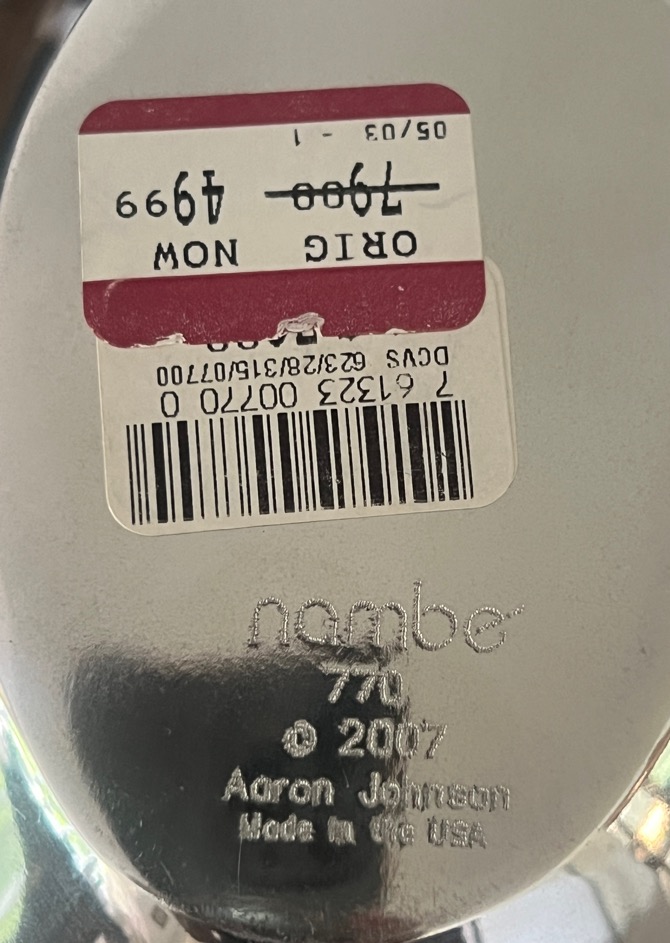 ORIG NOW
7900 4999
05/03 - 1
DCVS 623/28/315/07700
7 61323 00770 0
nambé
770
© 2007
Aaron Johnson
Made in the USA